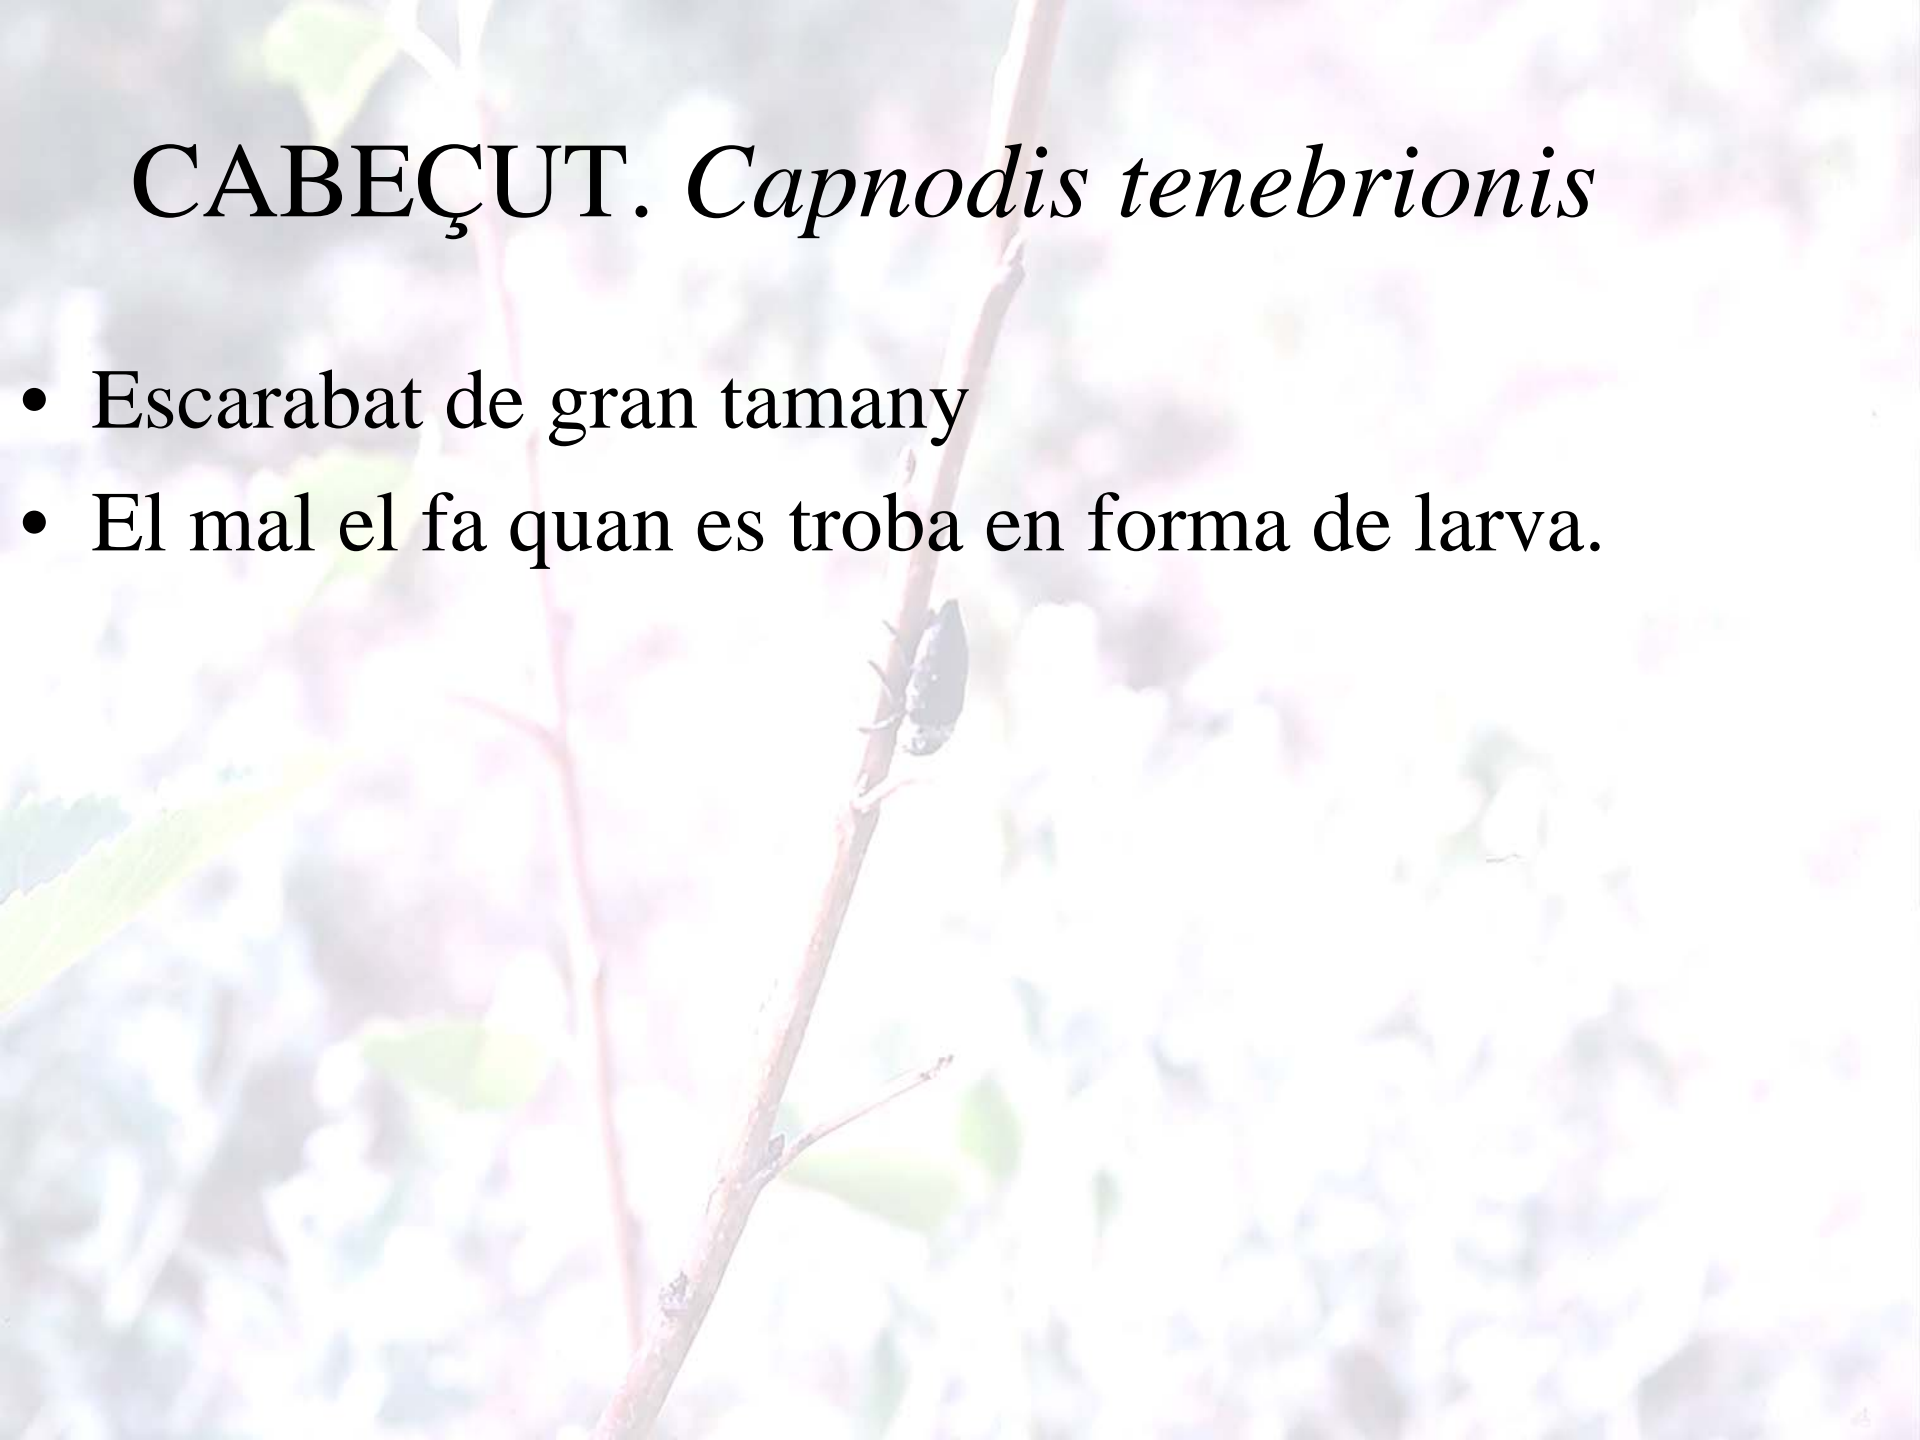 CABEÇUT. Capnodis tenebrionis
• Escarabat de gran tamany
• El mal el fa quan es troba en forma de larva.